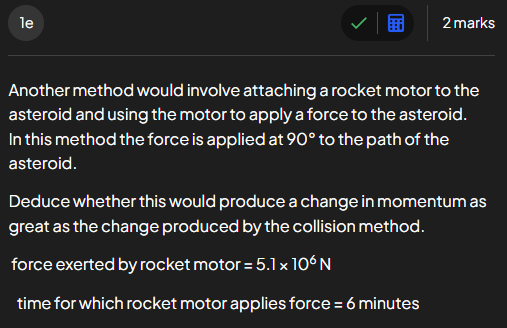 1e
2 marks
Another method would involve attaching a rocket motor to the
asteroid and using the motor to apply a force to the asteroid.
In this method the force is applied at 90° to the path of the
asteroid.
Deduce whether this would produce a change in momentum as
great as the change produced by the collision method.
force exerted by rocket motor = 5.1 × 10⁶ N
time for which rocket motor applies force = 6 minutes